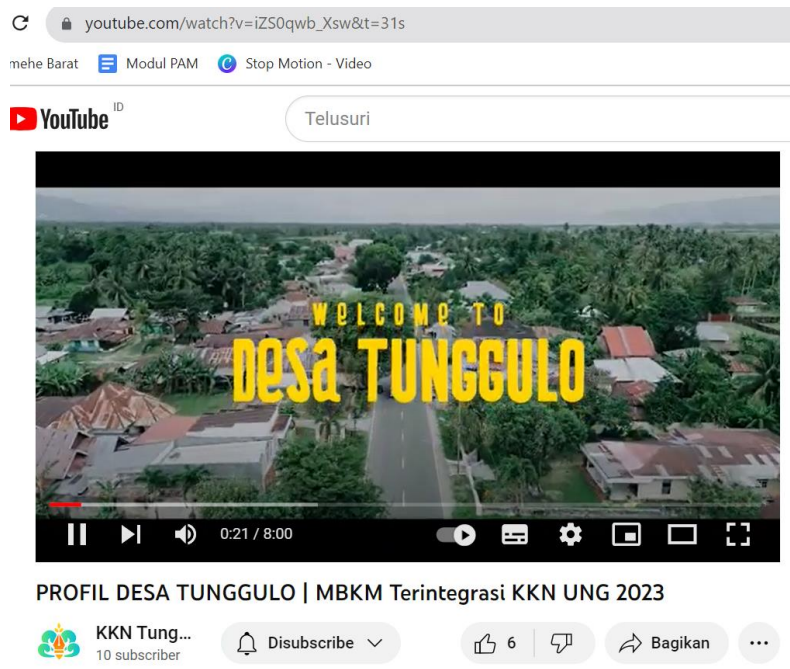 youtube.com/watch?v=iZS0qwb_Xsw&t=31s
mehe Barat Modul PAM Stop Motion - Video
YouTube ID
Telusuri
WELCOME TO
DESA TUNGGULO
0:21 / 8:00
PROFIL DESA TUNGGULO | MBKM Terintegrasi KKN UNG 2023
KKN Tung...
10 subscriber
Disubscribe
6
Bagikan